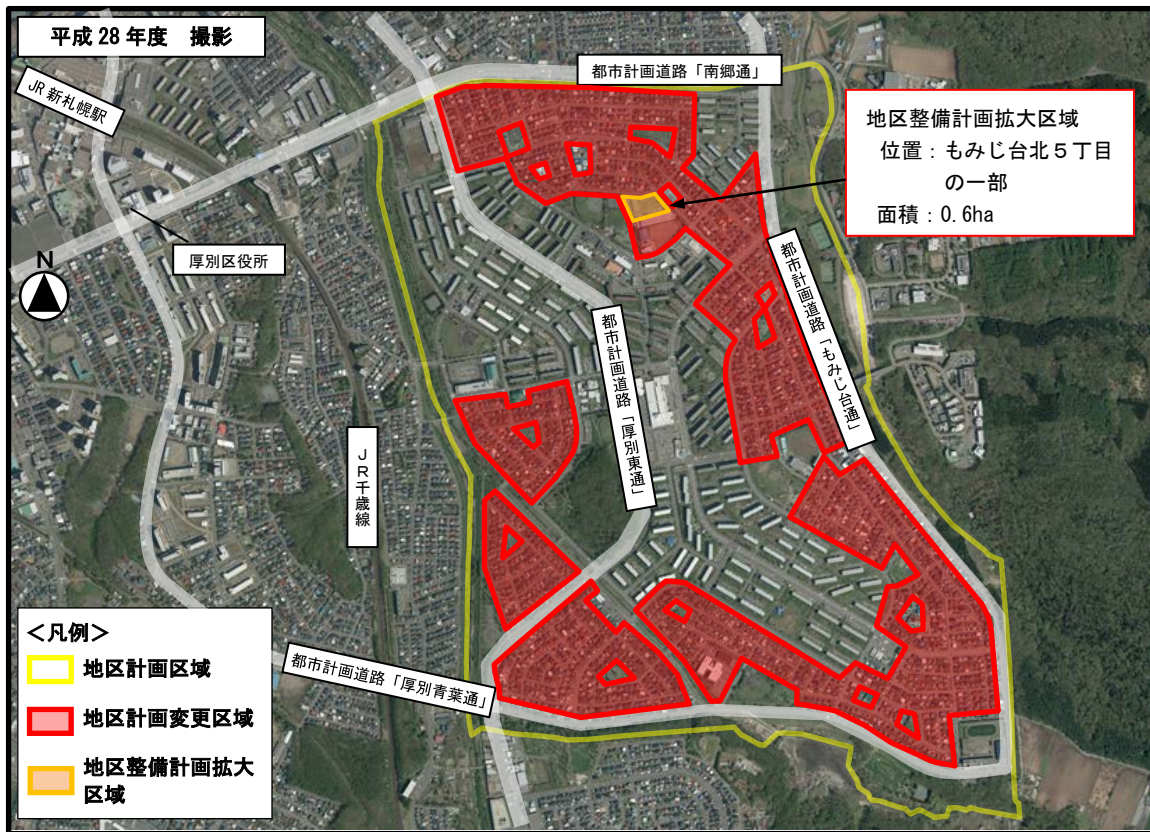 平成 28 年度　撮影
都市計画道路「南郷通」
JR 新札幌駅
地区整備計画拡大区域
位置：もみじ台北５丁目
の一部
面積：0.6ha
厚別区役所
N
都市計画道路「もみじ台通」
都市計画道路「厚別東通」
ＪＲ千歳線
都市計画道路「厚別青葉通」
＜凡例＞
地区計画区域
地区計画変更区域
地区整備計画拡大
区域